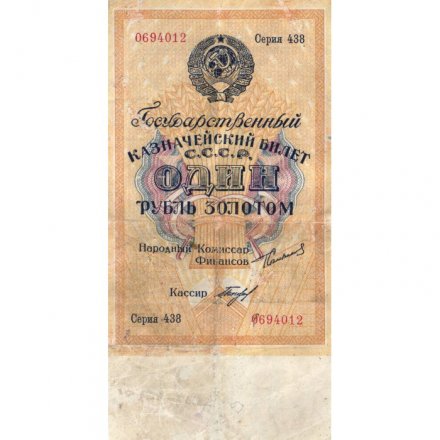 0694012 Серия 438
Государственный
КАЗНАЧЕЙСКИЙ БИЛЕТ
С.С.С.Р.
ОДИН
РУБЛЬ ЗОЛОТОМ
Народный Комиссар
Финансов
Кассир
Серия 438 0694012